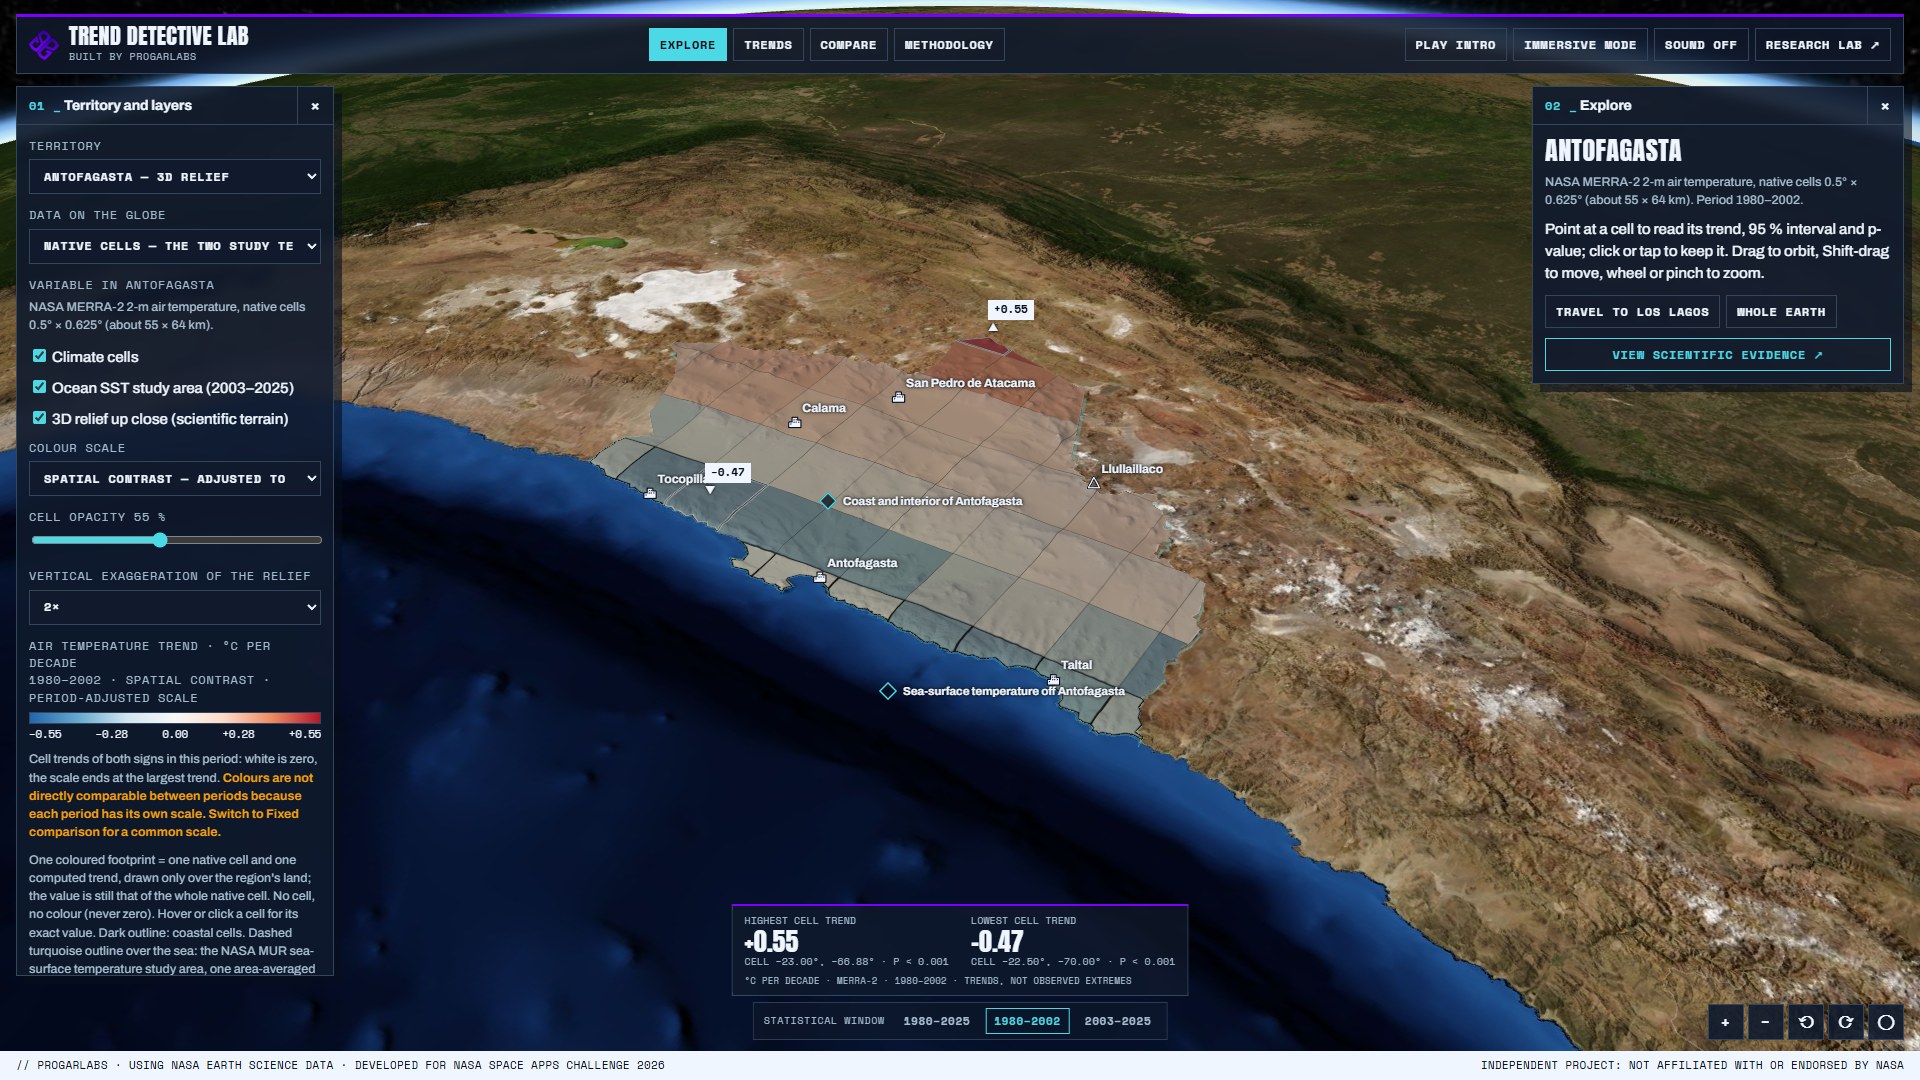 TREND DETECTIVE LAB
BUILT BY PROGARLABS
EXPLORE
TRENDS
COMPARE
METHODOLOGY
PLAY INTRO
IMMERSIVE MODE
SOUND OFF
RESEARCH LAB ↗
01 _ Territory and layers ×
TERRITORY
ANTOFAGASTA — 3D RELIEF
DATA ON THE GLOBE
NATIVE CELLS — THE TWO STUDY TE
VARIABLE IN ANTOFAGASTA
NASA MERRA-2 2-m air temperature, native cells
0.5° × 0.625° (about 55 × 64 km).
Climate cells
Ocean SST study area (2003–2025)
3D relief up close (scientific terrain)
COLOUR SCALE
SPATIAL CONTRAST — ADJUSTED TO
CELL OPACITY 55 %
VERTICAL EXAGGERATION OF THE RELIEF
2×
AIR TEMPERATURE TREND · °C PER
DECADE
1980–2002 · SPATIAL CONTRAST ·
PERIOD-ADJUSTED SCALE
−0.55 −0.28 0.00 +0.28 +0.55
Cell trends of both signs in this period: white is zero,
the scale ends at the largest trend. Colours are not
directly comparable between periods because
each period has its own scale. Switch to Fixed
comparison for a common scale.
One coloured footprint = one native cell and one
computed trend, drawn only over the region's land;
the value is still that of the whole native cell. No cell,
no colour (never zero). Hover or click a cell for its
exact value. Dark outline: coastal cells. Dashed
turquoise outline over the sea: the NASA MUR sea-
surface temperature study area, one area-averaged
+0.55
San Pedro de Atacama
Calama
Llullaillaco
−0.47
Tocopilla
Coast and interior of Antofagasta
Antofagasta
Taltal
Sea-surface temperature off Antofagasta
02 _ Explore ×
ANTOFAGASTA
NASA MERRA-2 2-m air temperature, native cells 0.5° ×
0.625° (about 55 × 64 km). Period 1980–2002.
Point at a cell to read its trend, 95 % interval and p-
value; click or tap to keep it. Drag to orbit, Shift-drag
to move, wheel or pinch to zoom.
TRAVEL TO LOS LAGOS
WHOLE EARTH
VIEW SCIENTIFIC EVIDENCE ↗
HIGHEST CELL TREND
+0.55
CELL −23.00°, −66.88° · P < 0.001
LOWEST CELL TREND
−0.47
CELL −22.50°, −70.00° · P < 0.001
°C PER DECADE · MERRA-2 · 1980–2002 · TRENDS, NOT OBSERVED EXTREMES
STATISTICAL WINDOW 1980–2025 1980–2002 2003–2025
+ −
// PROGARLABS · USING NASA EARTH SCIENCE DATA · DEVELOPED FOR NASA SPACE APPS CHALLENGE 2026
INDEPENDENT PROJECT: NOT AFFILIATED WITH OR ENDORSED BY NASA